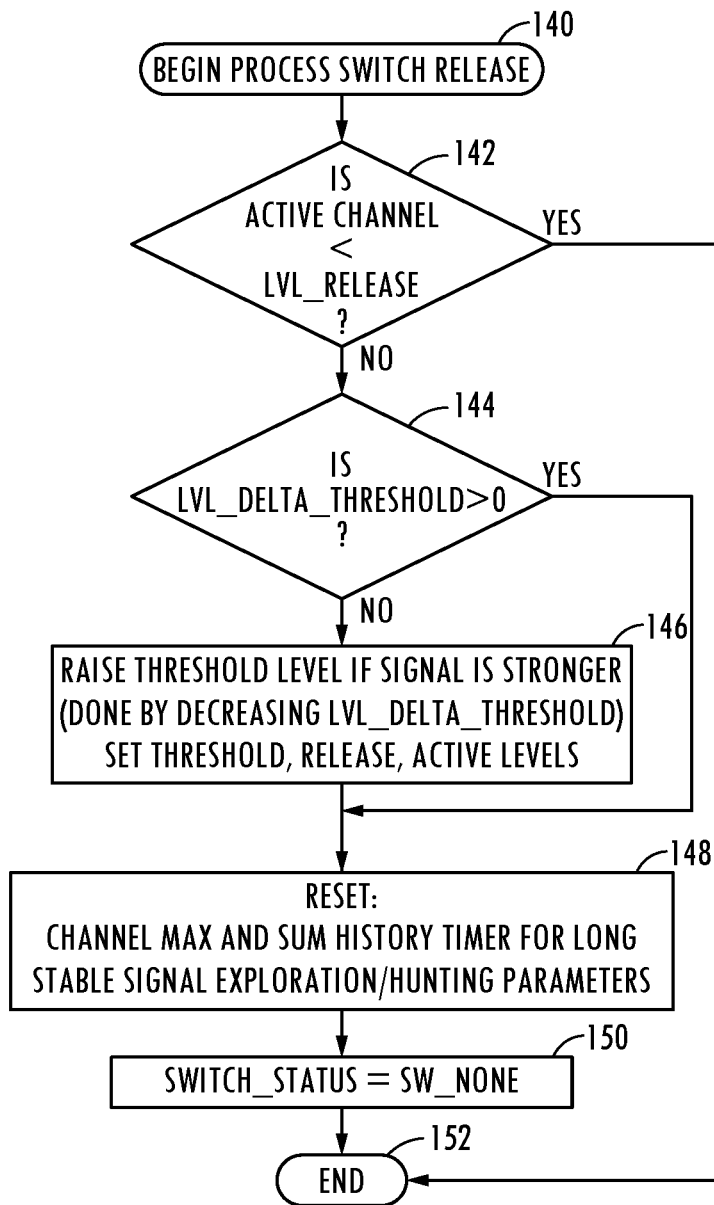 140
BEGIN PROCESS SWITCH RELEASE
142
IS
ACTIVE CHANNEL
<
LVL_RELEASE
?
YES
NO
144
IS
LVL_DELTA_THRESHOLD>0
?
YES
NO
146
RAISE THRESHOLD LEVEL IF SIGNAL IS STRONGER
(DONE BY DECREASING LVL_DELTA_THRESHOLD)
SET THRESHOLD, RELEASE, ACTIVE LEVELS
148
RESET:
CHANNEL MAX AND SUM HISTORY TIMER FOR LONG
STABLE SIGNAL EXPLORATION/HUNTING PARAMETERS
150
SWITCH_STATUS = SW_NONE
152
END